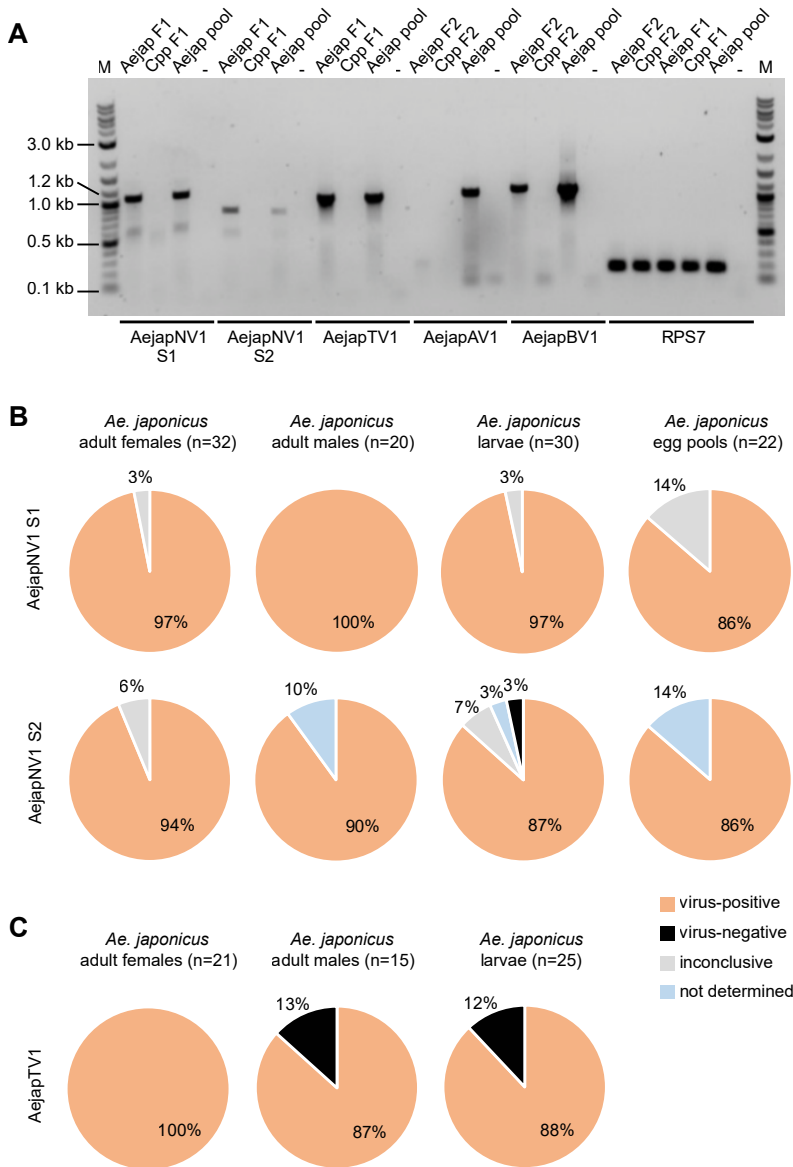 A
M Aejap F1 Cpp F1 Aejap pool - Aejap F1 Cpp F1 Aejap pool - Aejap F1 Cpp F1 Aejap pool - Aejap F2 Cpp F2 Aejap pool - Aejap F2 Cpp F2 Aejap pool - Aejap F2 Cpp F2 Aejap F1 Cpp F1 Aejap pool - M
3.0 kb
1.2 kb
1.0 kb
0.5 kb
0.1 kb
AejapNV1 AejapNV1 AejapTV1 AejapAV1 AejapBV1 RPS7
S1 S2
B
Ae. japonicus Ae. japonicus Ae. japonicus Ae. japonicus
adult females (n=32) adult males (n=20) larvae (n=30) egg pools (n=22)
AejapNV1 S1
3% 3% 14%
97% 100% 97% 86%
AejapNV1 S2
6% 10% 7% 3% 3% 14%
94% 90% 87% 86%
virus-positive
virus-negative
inconclusive
not determined
C
Ae. japonicus Ae. japonicus Ae. japonicus
adult females (n=21) adult males (n=15) larvae (n=25)
AejapTV1
13% 12%
100% 87% 88%